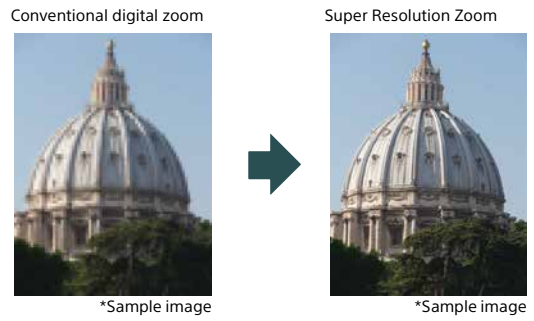 Conventional digital zoom
Super Resolution Zoom
*Sample image
*Sample image